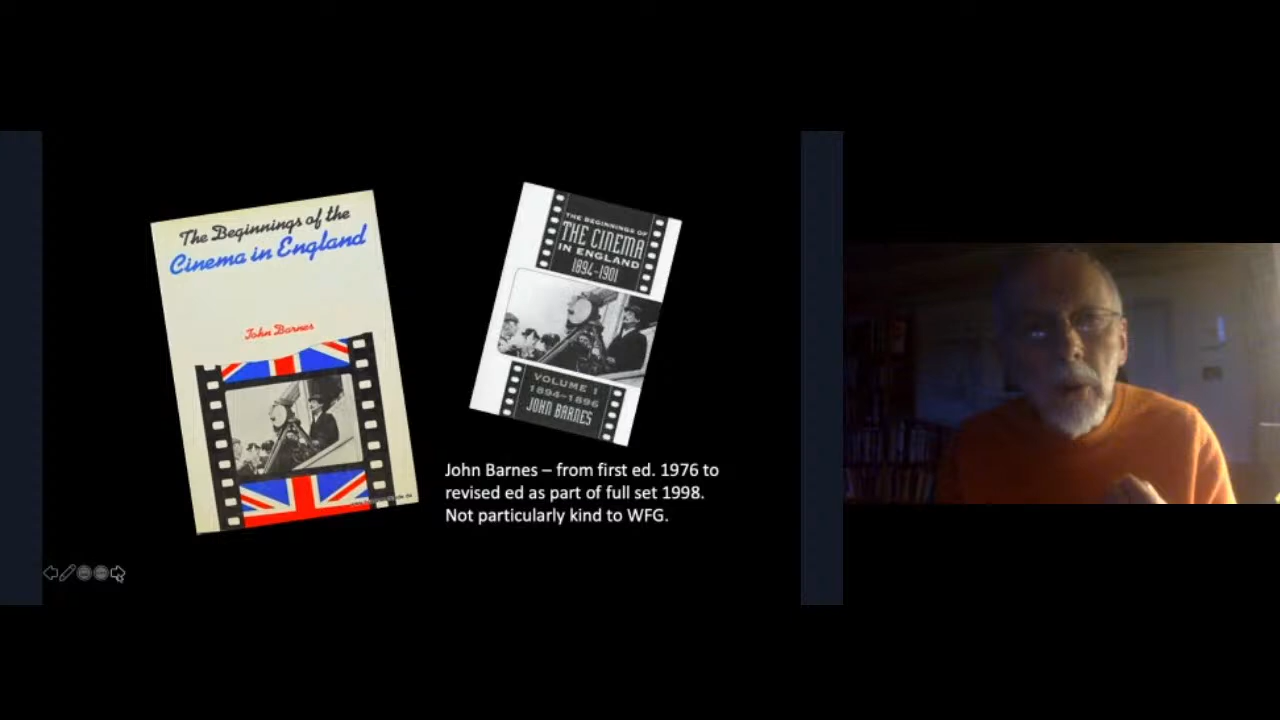 The Beginnings of the
Cinema in England
John Barnes
THE BEGINNINGS OF
THE CINEMA
IN ENGLAND
1894-1901
VOLUME 1
1894-1896
JOHN BARNES
John Barnes – from first ed. 1976 to
revised ed as part of full set 1998.
Not particularly kind to WFG.